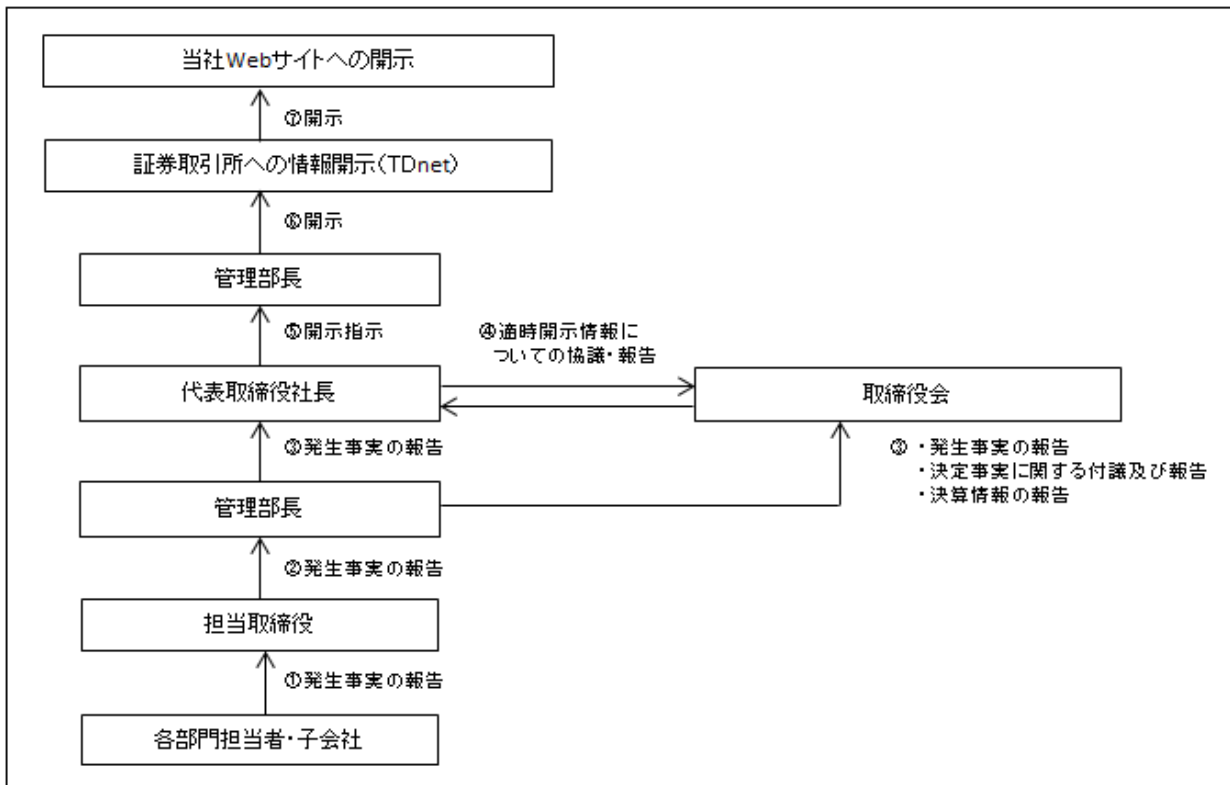 当社Webサイトへの開示
⑦開示
証券取引所への情報開示(TDnet)
⑥開示
管理部長
⑤開示指示
④適時開示情報に
ついての協議・報告
代表取締役社長
取締役会
③発生事実の報告
③ ・発生事実の報告
・決定事実に関する付議及び報告
・決算情報の報告
管理部長
②発生事実の報告
担当取締役
①発生事実の報告
各部門担当者・子会社